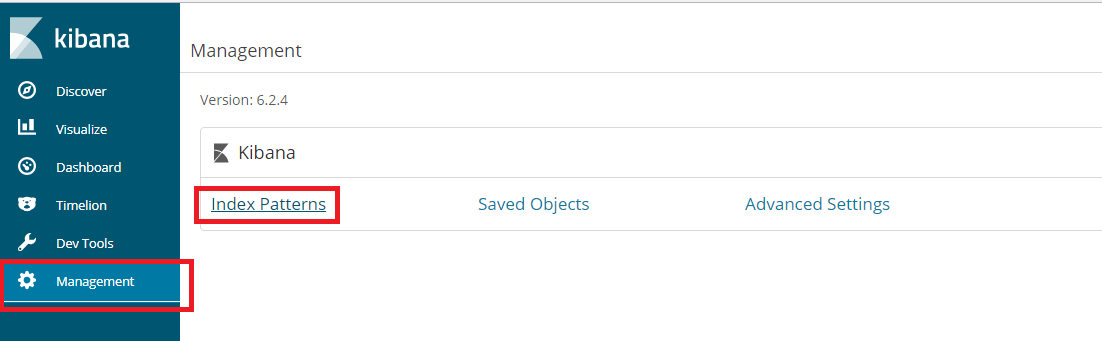 kibana
Discover
Visualize
Dashboard
Timelion
Dev Tools
Management
Management
Version: 6.2.4
Kibana
Index Patterns Saved Objects Advanced Settings